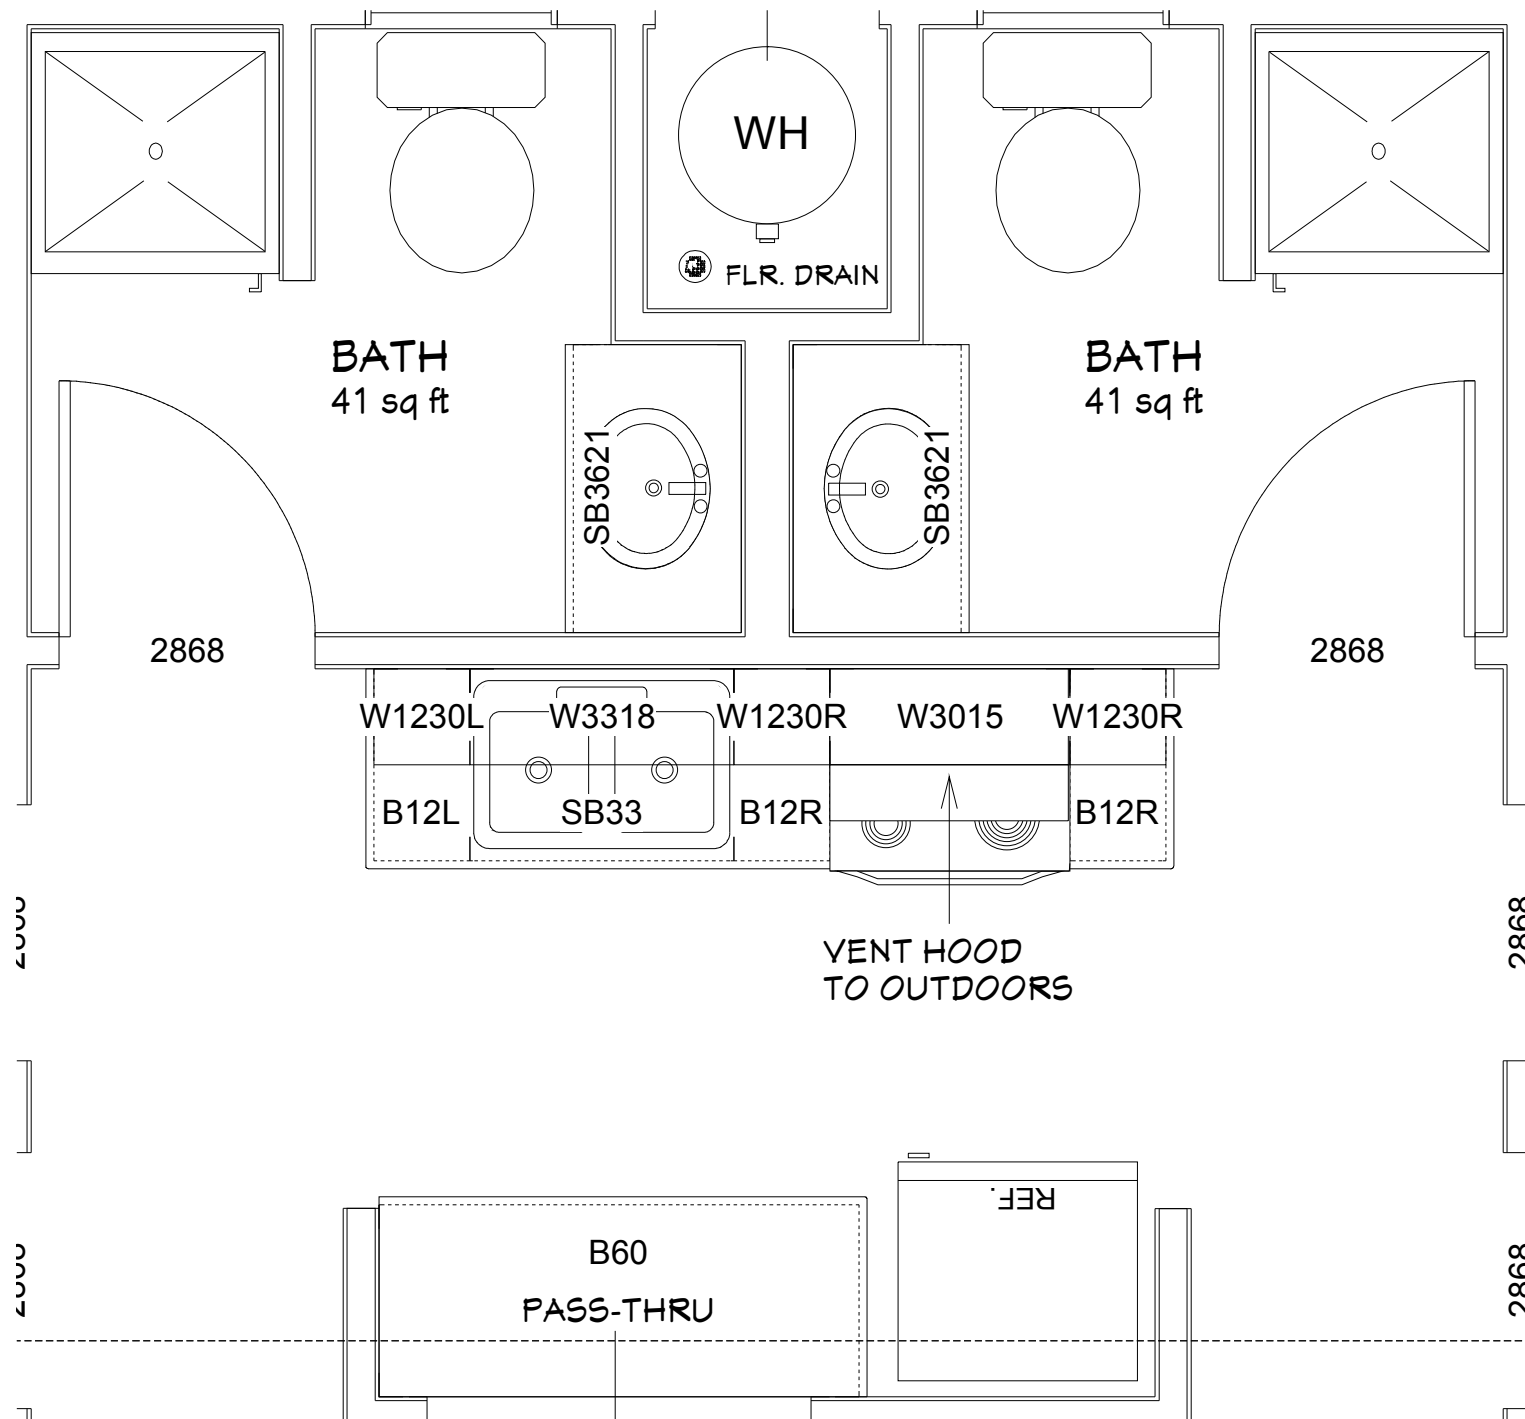 WH
FLR. DRAIN
BATH
41 sq ft
BATH
41 sq ft
SB3621
SB3621
2868
2868
W1230L
W3318
W1230R
W3015
W1230R
B12L
SB33
B12R
B12R
2868
VENT HOOD
TO OUTDOORS
REF.
B60
PASS-THRU
2868